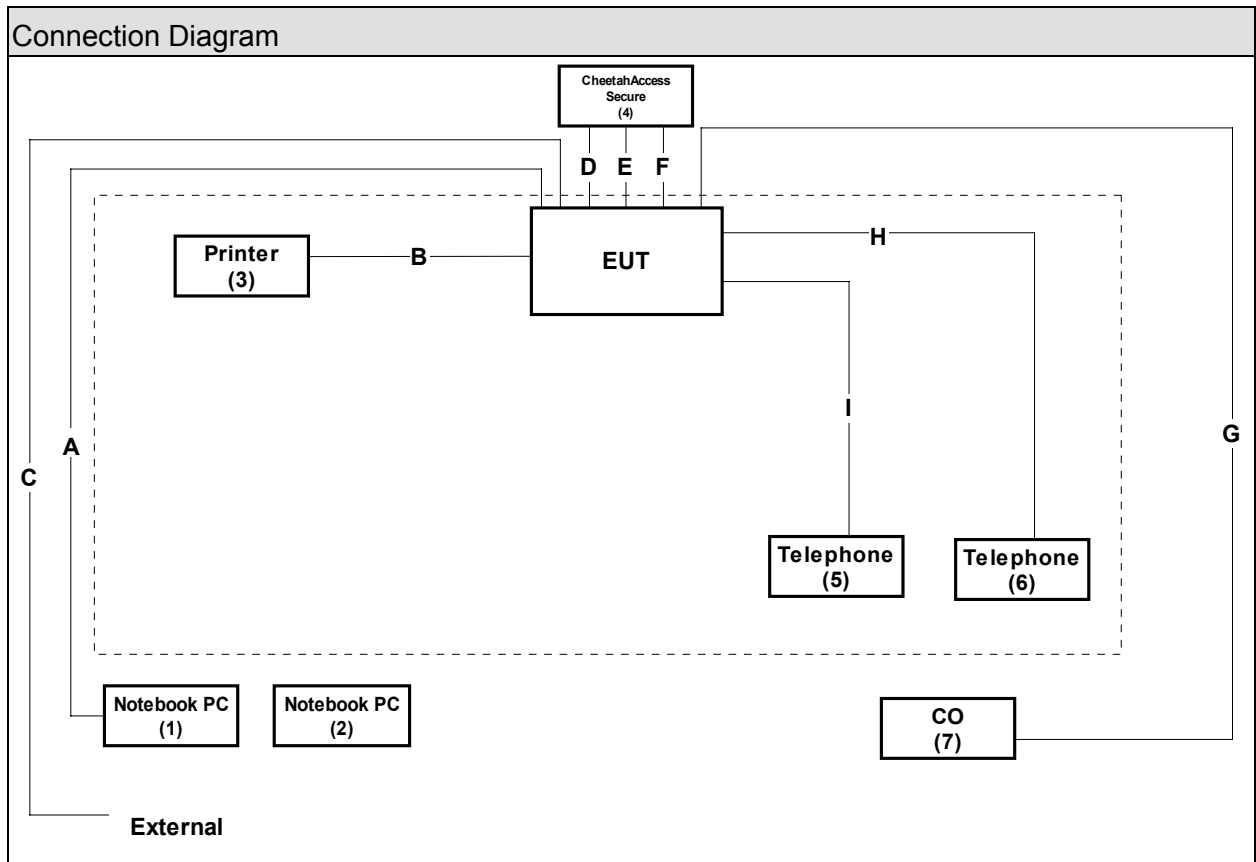 Connection Diagram
CheetahAccess
Secure
(4)
D E F
Printer
(3)
B
EUT
H
I
A
C
G
Telephone
(5)
Telephone
(6)
Notebook PC
(1)
Notebook PC
(2)
CO
(7)
External